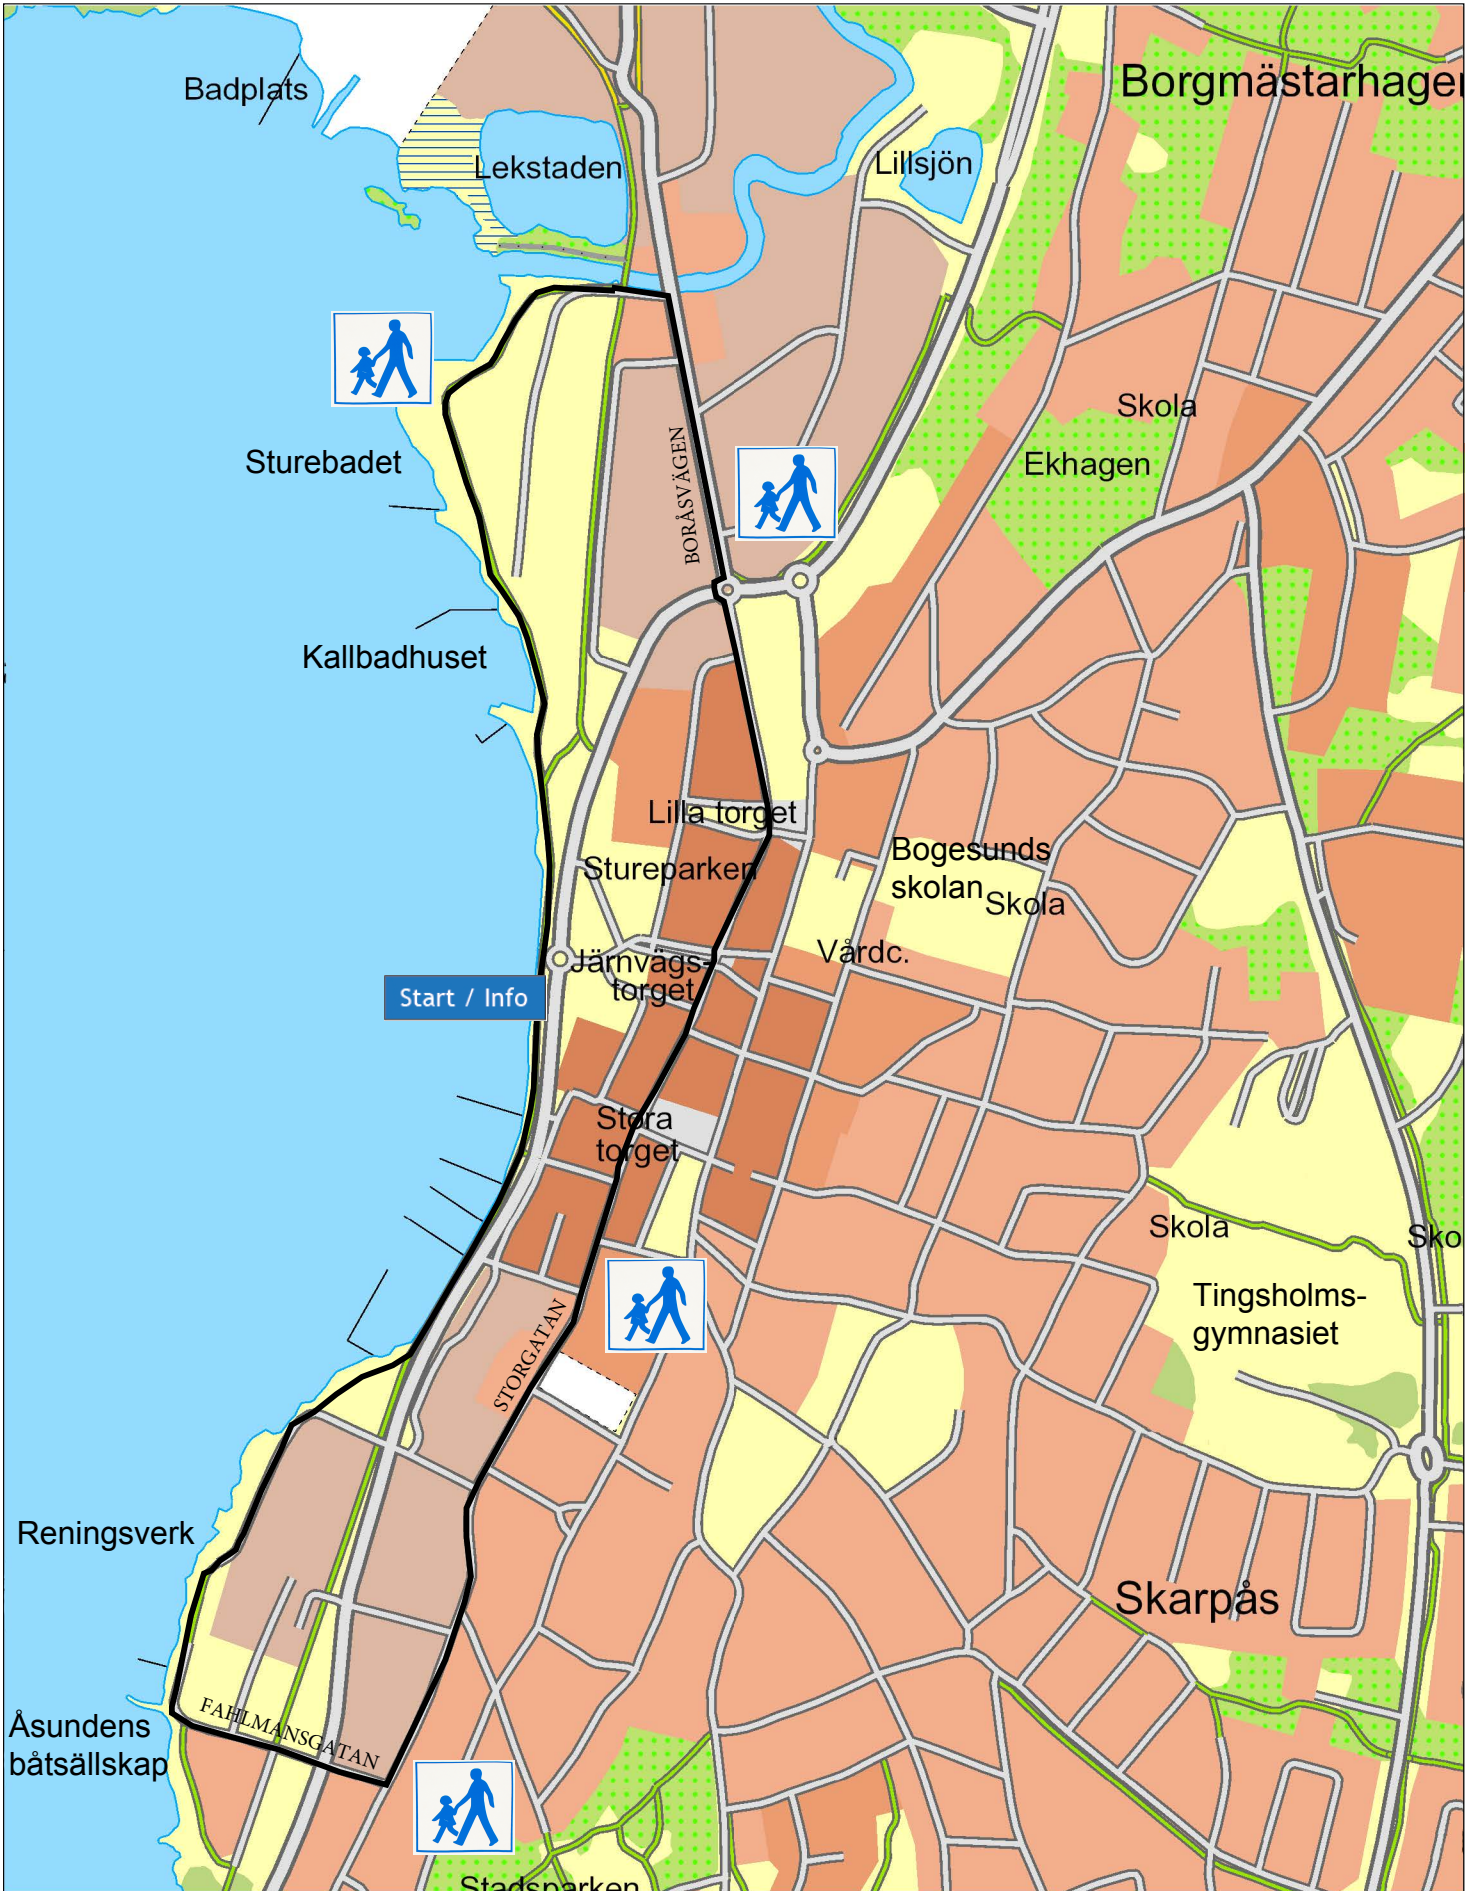 Borgmästarhagen
Badplats
Lekstaden
Lillsjön
Skola
Ekhagen
Sturebadet
BORÅSVÄGEN
Kallbadhuset
Lilla torget
Stureparken
Bogesunds
skolan
Skola
Vårdc.
Järnvägs-
torget
Start / Info
Stora
torget
Skola
Sko
Tingsholms-
gymnasiet
STORGATAN
Reningsverk
Skarpås
FAHLMANSGATAN
Åsundens
båtsällskap
Stadsparken